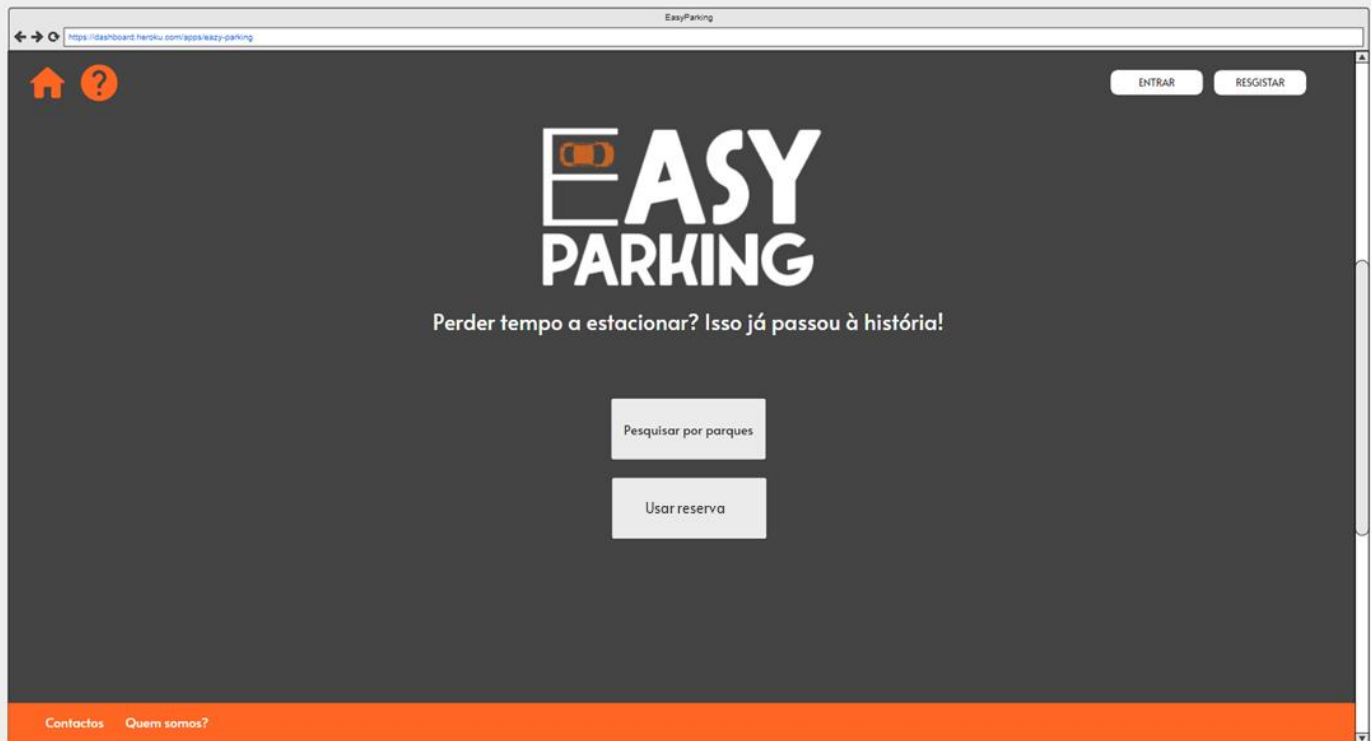 EasyParking
https://dashboard.heroku.com/apps/eazy-parking
ENTRAR RESGISTAR
EASY
PARKING
Perder tempo a estacionar? Isso já passou à história!
Pesquisar por parques
Usar reserva
Contactos Quem somos?